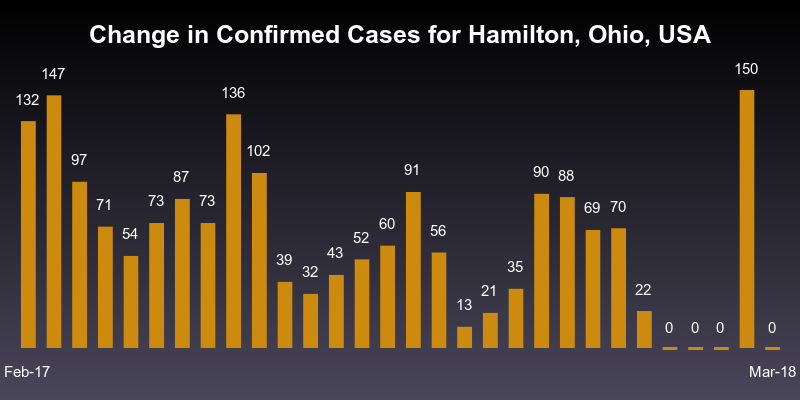 Change in Confirmed Cases for Hamilton, Ohio, USA
132 147 97 71 54 73 87 73 136 102 39 32 43 52 60 91 56 13 21 35 90 88 69 70 22 0 0 0 150 0
Feb-17 Mar-18